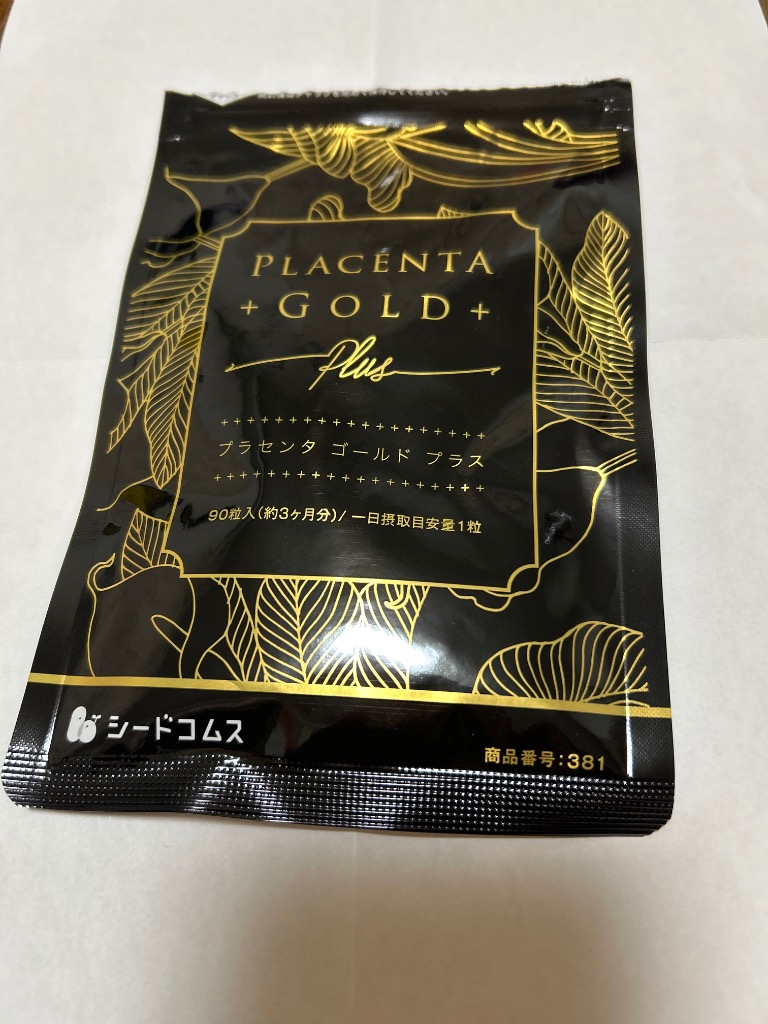 PLACENTA
+GOLD+
Plus
プラセンタ ゴールド プラス
90粒入(約3ヶ月分)/一日摂取目安量1粒
シードコムス
商品番号:381